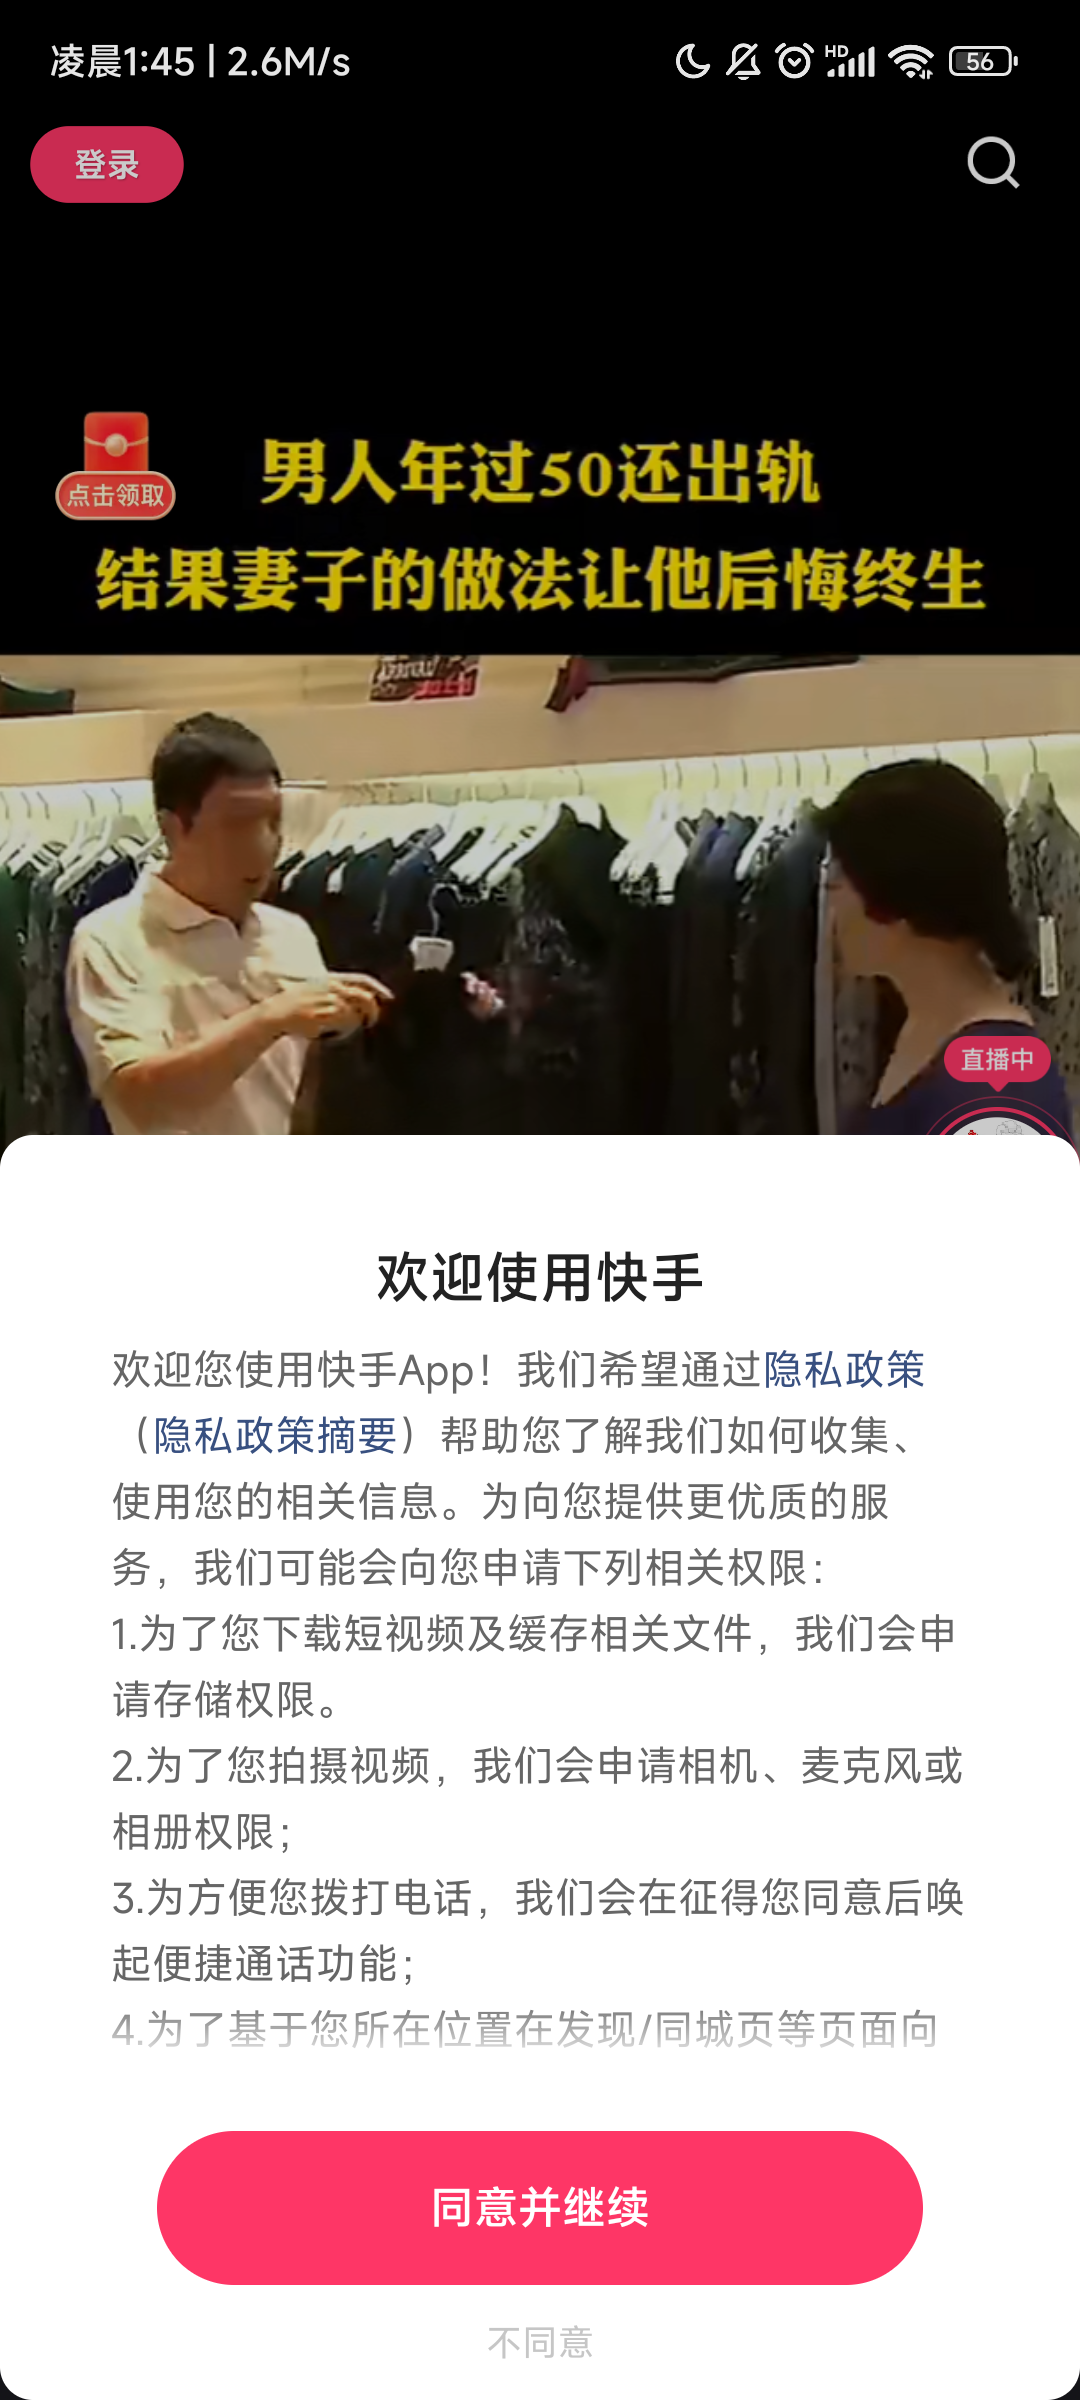 凌晨1:45 | 2.6M/s
HD
56
登录
点击领取
男人年过50还出轨
结果妻子的做法让他后悔终生
直播中
欢迎使用快手
欢迎您使用快手App！我们希望通过隐私政策
（隐私政策摘要）帮助您了解我们如何收集、
使用您的相关信息。为向您提供更优质的服
务，我们可能会向您申请下列相关权限：
1.为了您下载短视频及缓存相关文件，我们会申
请存储权限。
2.为了您拍摄视频，我们会申请相机、麦克风或
相册权限；
3.为方便您拨打电话，我们会在征得您同意后唤
起便捷通话功能；
4.为了基于您所在位置在发现/同城页等页面向
同意并继续
不同意